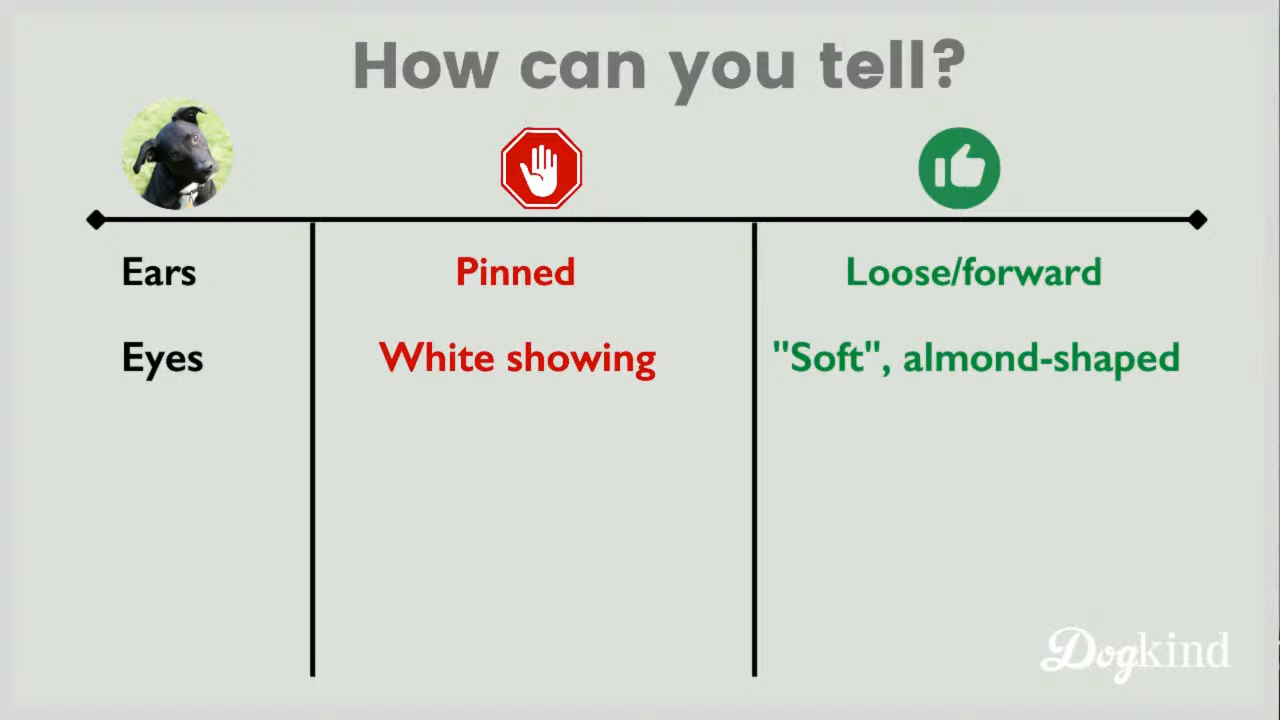 How can you tell?
Ears Pinned Loose/forward
Eyes White showing "Soft", almond-shaped
Dogkind